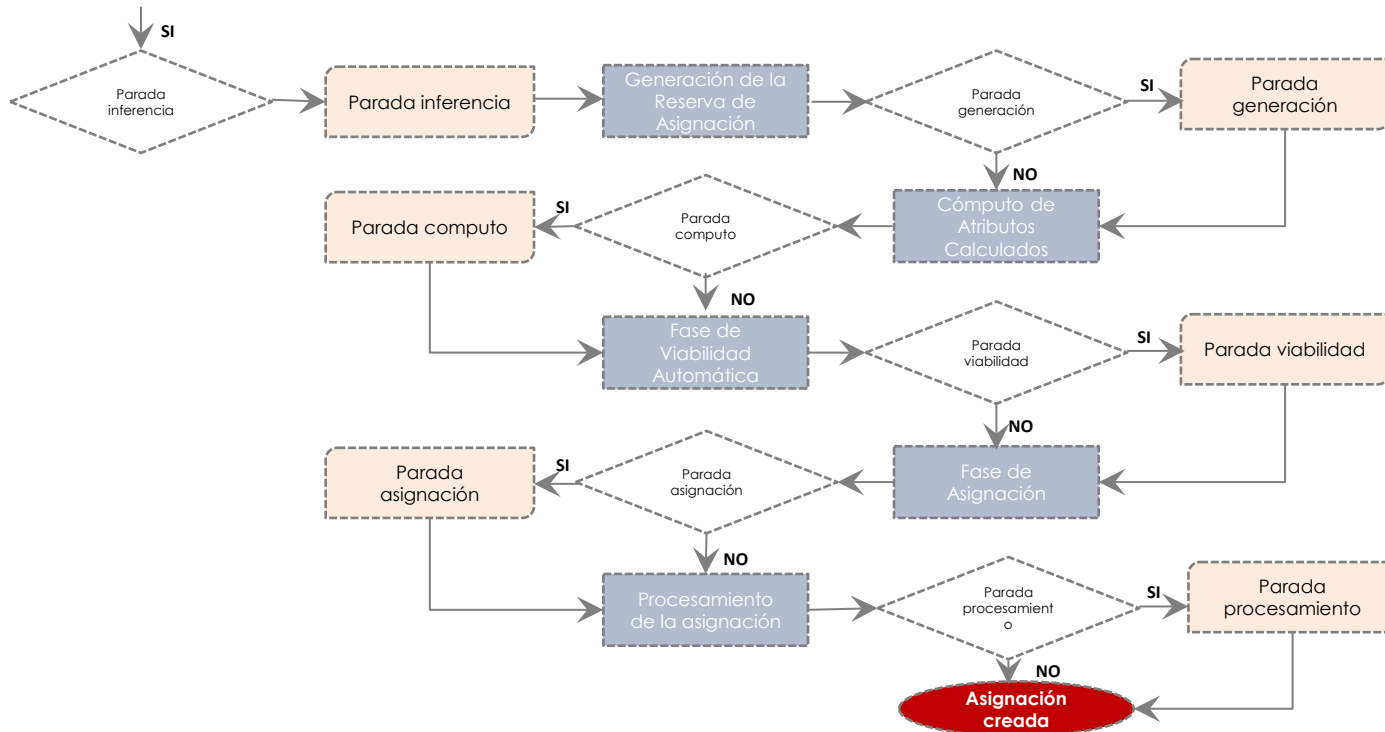 SI
Parada
inferencia
Parada inferencia
Generación de la
Reserva de
Asignación
Parada
generación
SI
Parada
generación
NO
Cómputo de
Atributos
Calculados
Parada
computo
SI
Parada computo
NO
Fase de
Viabilidad
Automática
Parada
viabilidad
SI
Parada viabilidad
NO
Fase de
Asignación
Parada
asignación
SI
Parada
asignación
NO
Procesamiento
de la asignación
Parada
procesamient
o
SI
Parada
procesamiento
NO
Asignación
creada